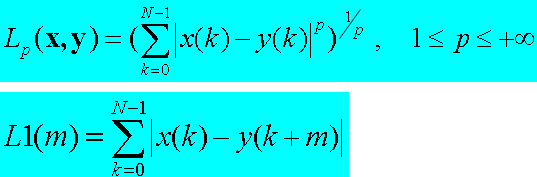 L_p(x,y) = (∑_{k=0}^{N-1} |x(k) - y(k)|^p)^{1/p} , 1 ≤ p ≤ +∞
L1(m) = ∑_{k=0}^{N-1} |x(k) - y(k+m)|